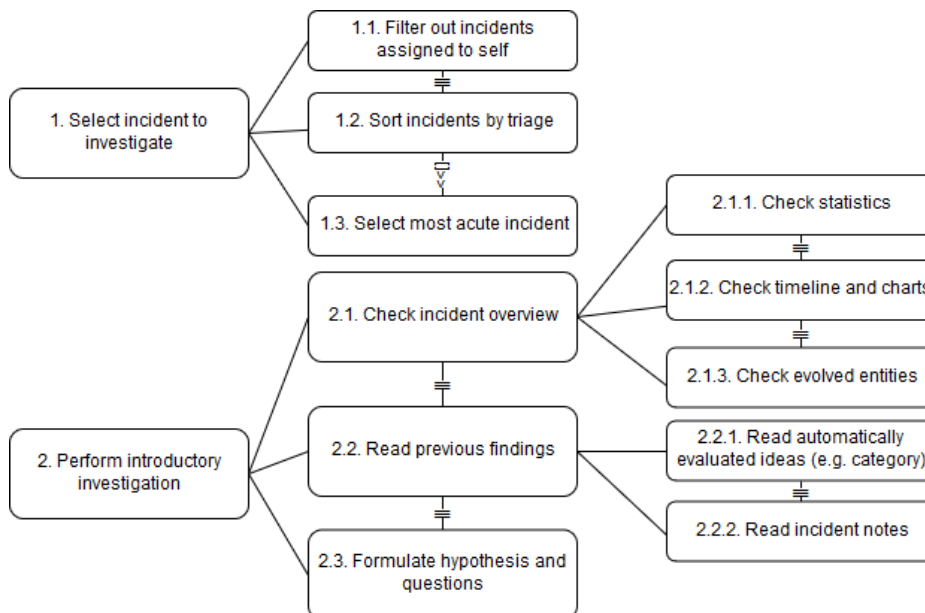 1. Select incident to
investigate
1.1. Filter out incidents
assigned to self
1.2. Sort incidents by triage
1.3. Select most acute incident
2. Perform introductory
investigation
2.1. Check incident overview
2.1.1. Check statistics
2.1.2. Check timeline and charts
2.1.3. Check evolved entities
2.2. Read previous findings
2.2.1. Read automatically
evaluated ideas (e.g. category)
2.2.2. Read incident notes
2.3. Formulate hypothesis and
questions